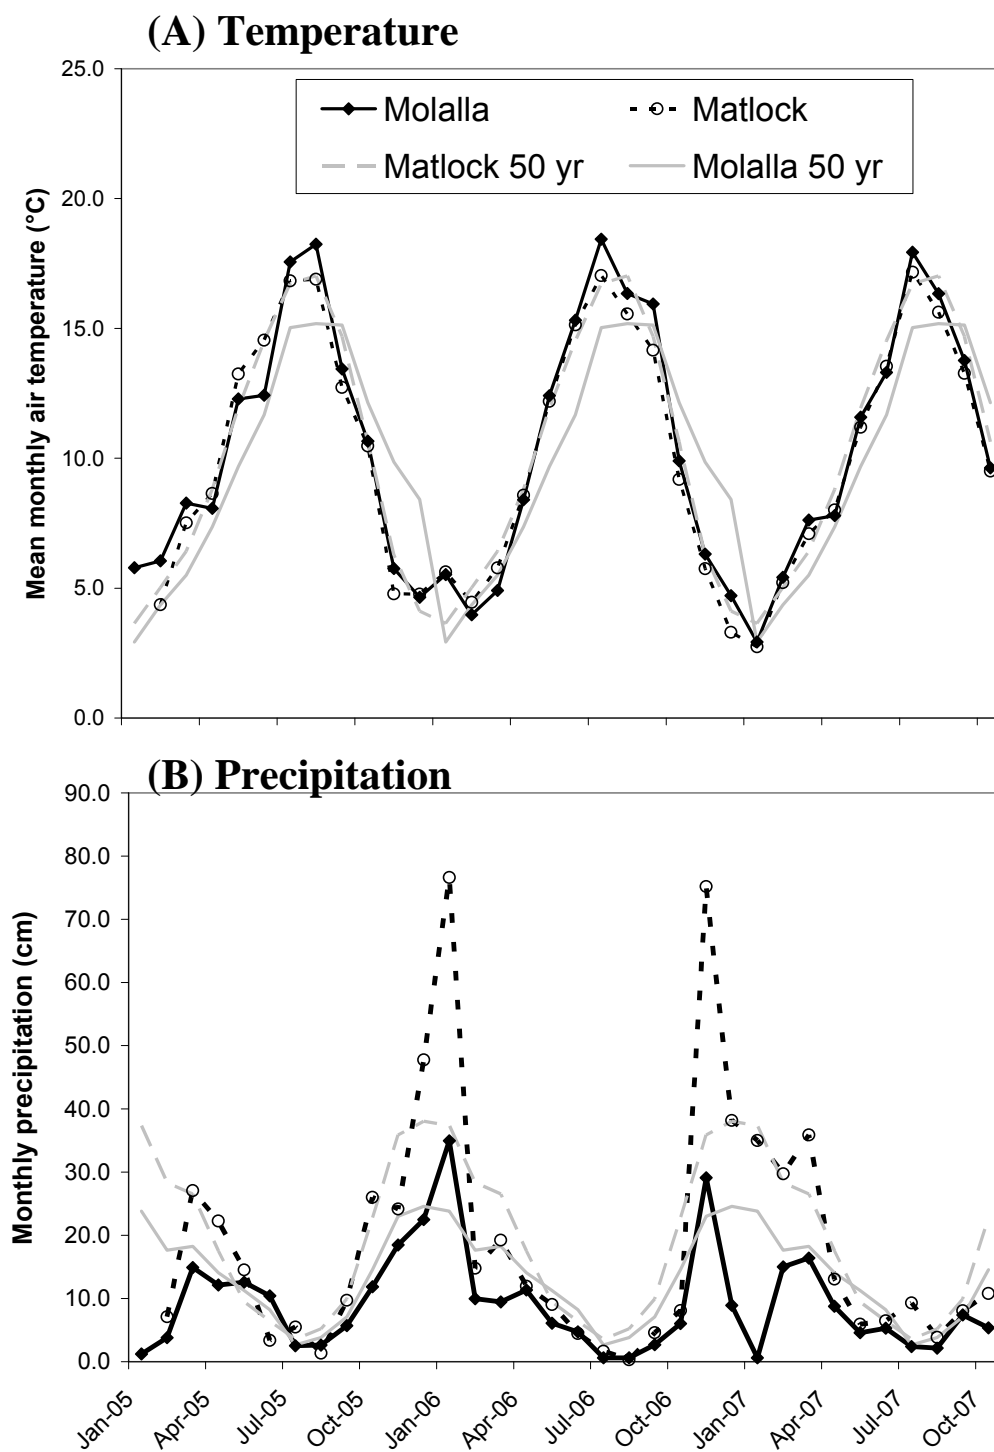 (A) Temperature
25.0
20.0
15.0
10.0
5.0
0.0
Mean monthly air temperature (°C)
Molalla Matlock
Matlock 50 yr Molalla 50 yr
(B) Precipitation
90.0
80.0
70.0
60.0
50.0
40.0
30.0
20.0
10.0
0.0
Monthly precipitation (cm)
Jan-05 Apr-05 Jul-05 Oct-05 Jan-06 Apr-06 Jul-06 Oct-06 Jan-07 Apr-07 Jul-07 Oct-07